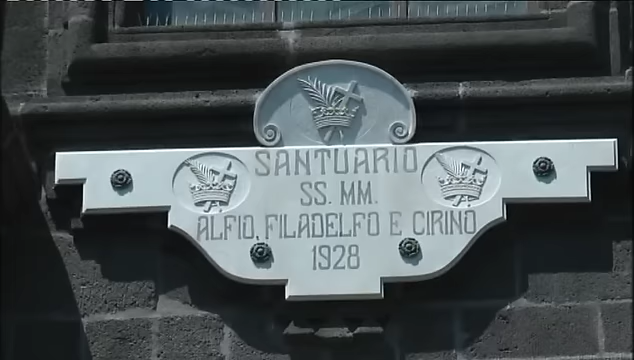 SANTUARIO
SS. MM.
ALFIO, FILADELFO E CIRINO
1928